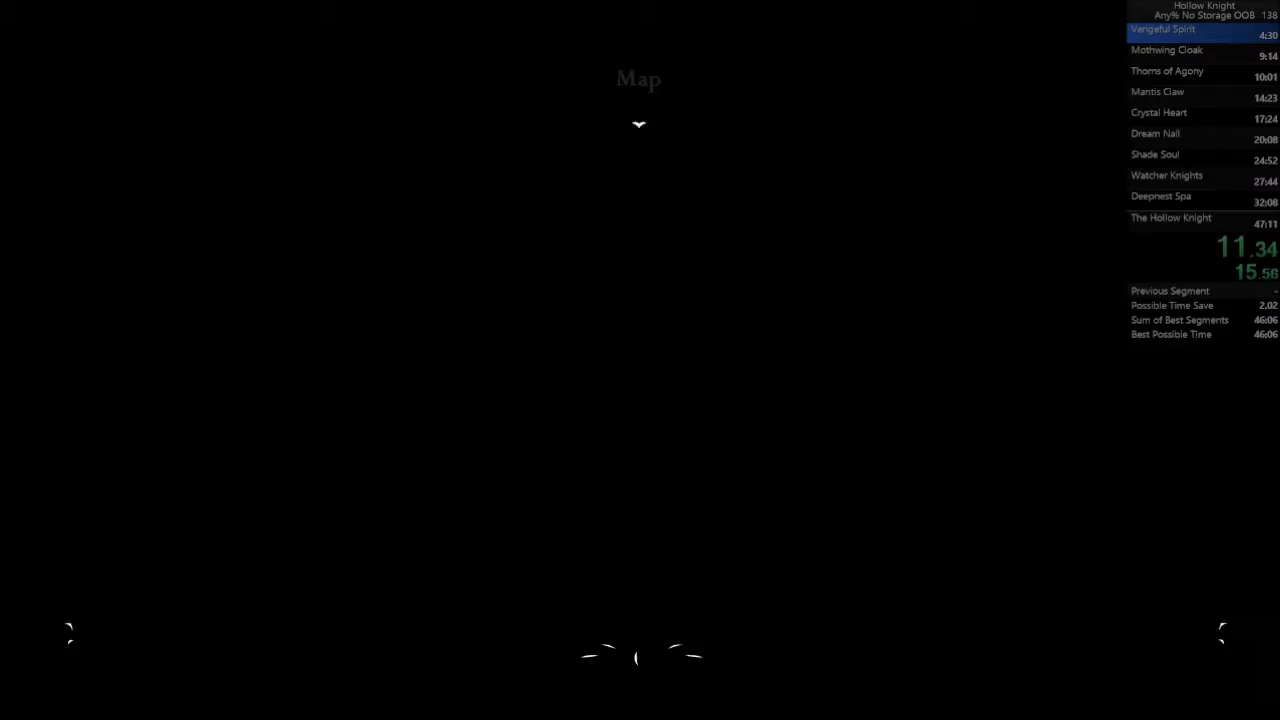 Hollow Knight
Any% No Storage OOB 138
Vengeful Spirit 4:30
Mothwing Cloak 9:14
Thorns of Agony 10:01
Mantis Claw 14:23
Crystal Heart 17:24
Dream Nail 20:08
Shade Soul 24:52
Watcher Knights 27:44
Deepnest Spa 32:08
The Hollow Knight 47:11
11.34
15.56
Previous Segment -
Possible Time Save 2.02
Sum of Best Segments 46:06
Best Possible Time 46:06
Map